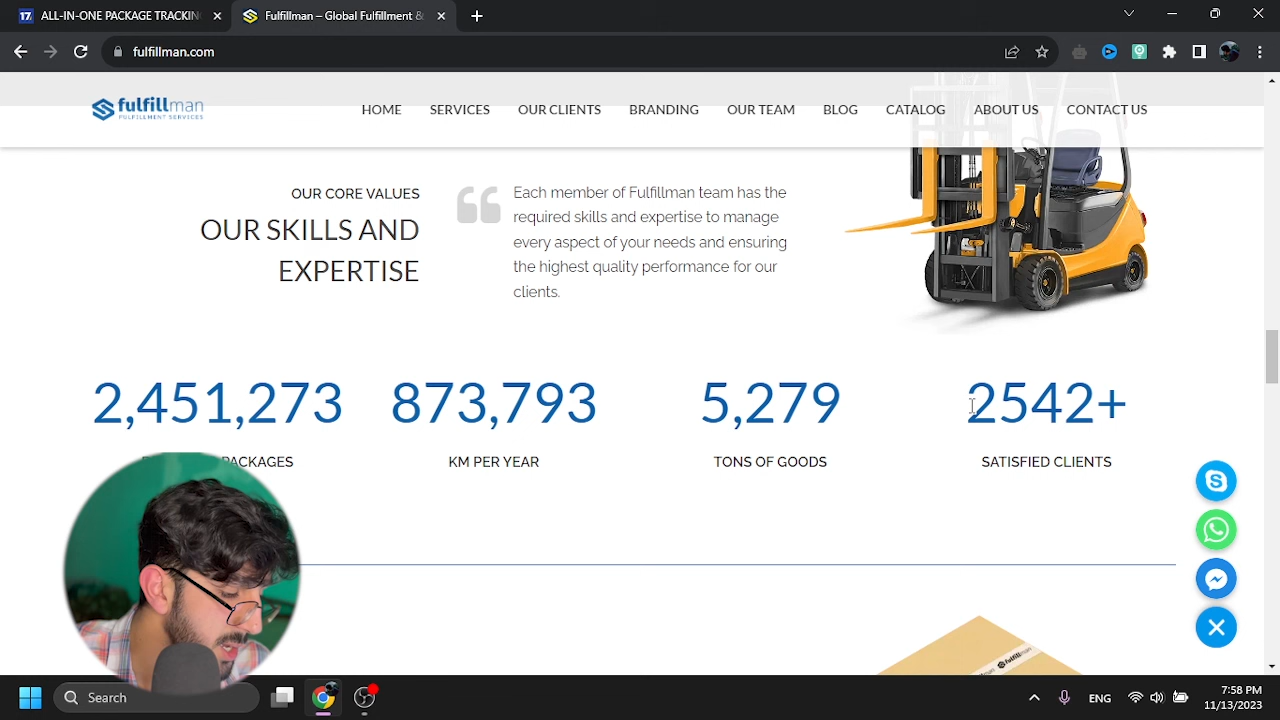 ALL-IN-ONE PACKAGE TRACKIN
Fulfillman - Global Fulfillment &
fulfillman.com
fulfillman
FULFILLMENT SERVICES
HOME SERVICES OUR CLIENTS BRANDING OUR TEAM BLOG CATALOG ABOUT US CONTACT US
OUR CORE VALUES
OUR SKILLS AND
EXPERTISE
Each member of Fulfillman team has the
required skills and expertise to manage
every aspect of your needs and ensuring
the highest quality performance for our
clients.
2,451,273 873,793 5,279 2542+
PACKAGES KM PER YEAR TONS OF GOODS SATISFIED CLIENTS
fulfillman
Search
ENG
7:58 PM
11/13/2023